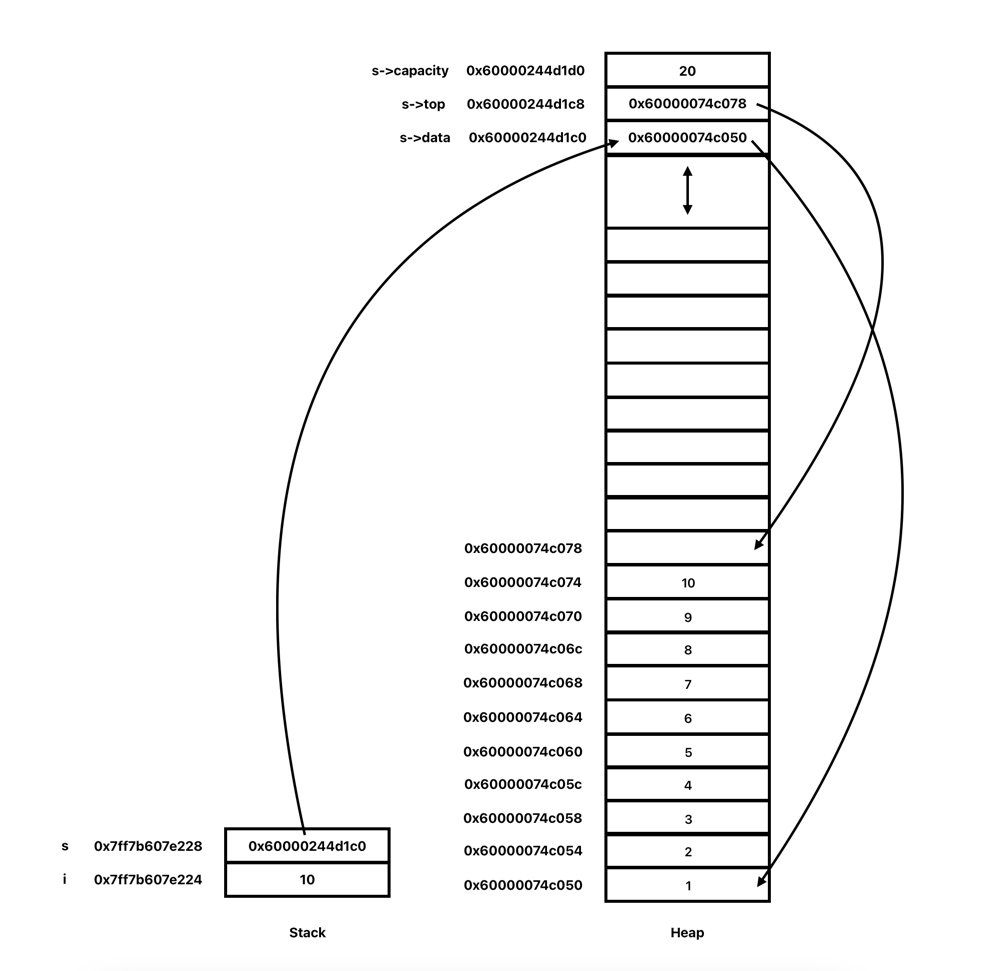 s->capacity 0x60000244d1d0 20
s->top 0x60000244d1c8 0x60000074c078
s->data 0x60000244d1c0 0x60000074c050
0x60000074c078
0x60000074c074 10
0x60000074c070 9
0x60000074c06c 8
0x60000074c068 7
0x60000074c064 6
0x60000074c060 5
0x60000074c05c 4
0x60000074c058 3
s 0x7ff7b607e228 0x60000244d1c0
0x60000074c054 2
i 0x7ff7b607e224 10
0x60000074c050 1
Stack Heap